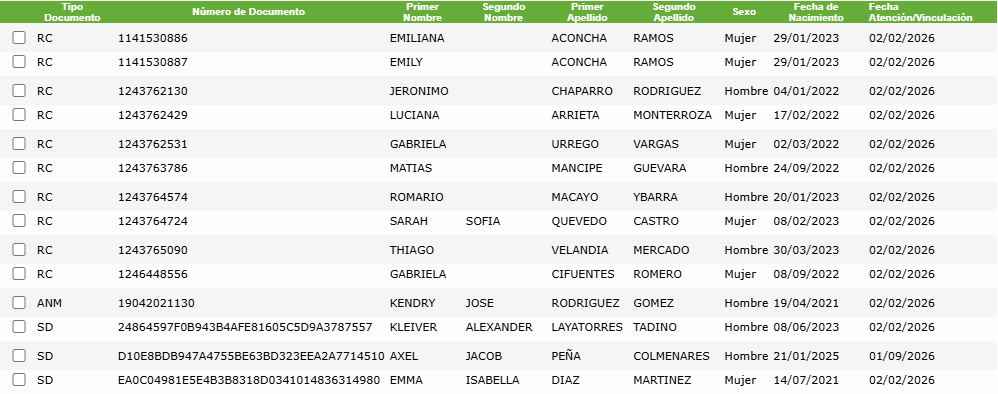 Tipo Documento Número de Documento Primer Nombre Segundo Nombre Primer Apellido Segundo Apellido Sexo Fecha de Nacimiento Fecha Atención/Vinculación
RC 1141530886 EMILIANA ACONCHA RAMOS Mujer 29/01/2023 02/02/2026
RC 1141530887 EMILY ACONCHA RAMOS Mujer 29/01/2023 02/02/2026
RC 1243762130 JERONIMO CHAPARRO RODRIGUEZ Hombre 04/01/2022 02/02/2026
RC 1243762429 LUCIANA ARRIETA MONTERROZA Mujer 17/02/2022 02/02/2026
RC 1243762531 GABRIELA URREGO VARGAS Mujer 02/03/2022 02/02/2026
RC 1243763786 MATIAS MANCIPE GUEVARA Hombre 24/09/2022 02/02/2026
RC 1243764574 ROMARIO MACAYO YBARRA Hombre 20/01/2023 02/02/2026
RC 1243764724 SARAH SOFIA QUEVEDO CASTRO Mujer 08/02/2023 02/02/2026
RC 1243765090 THIAGO VELANDIA MERCADO Hombre 30/03/2023 02/02/2026
RC 1246448556 GABRIELA CIFUENTES ROMERO Mujer 08/09/2022 02/02/2026
ANM 19042021130 KENDRY JOSE RODRIGUEZ GOMEZ Hombre 19/04/2021 02/02/2026
SD 24864597F0B943B4AFE81605C5D9A3787557 KLEIVER ALEXANDER LAYATORRES TADINO Hombre 08/06/2023 02/02/2026
SD D10E8BDB947A4755BE63BD323EEA2A7714510 AXEL JACOB PEÑA COLMENARES Hombre 21/01/2025 01/09/2026
SD EA0C04981E5E4B3B8318D0341014836314980 EMMA ISABELLA DIAZ MARTINEZ Mujer 14/07/2021 02/02/2026